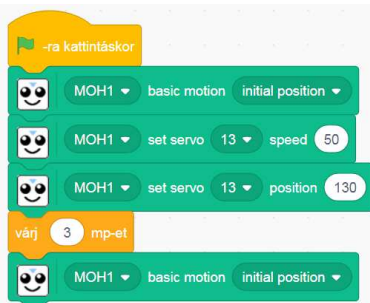 -ra kattintáskor
MOH1 basic motion initial position
MOH1 set servo 13 speed 50
MOH1 set servo 13 position 130
várj 3 mp-et
MOH1 basic motion initial position